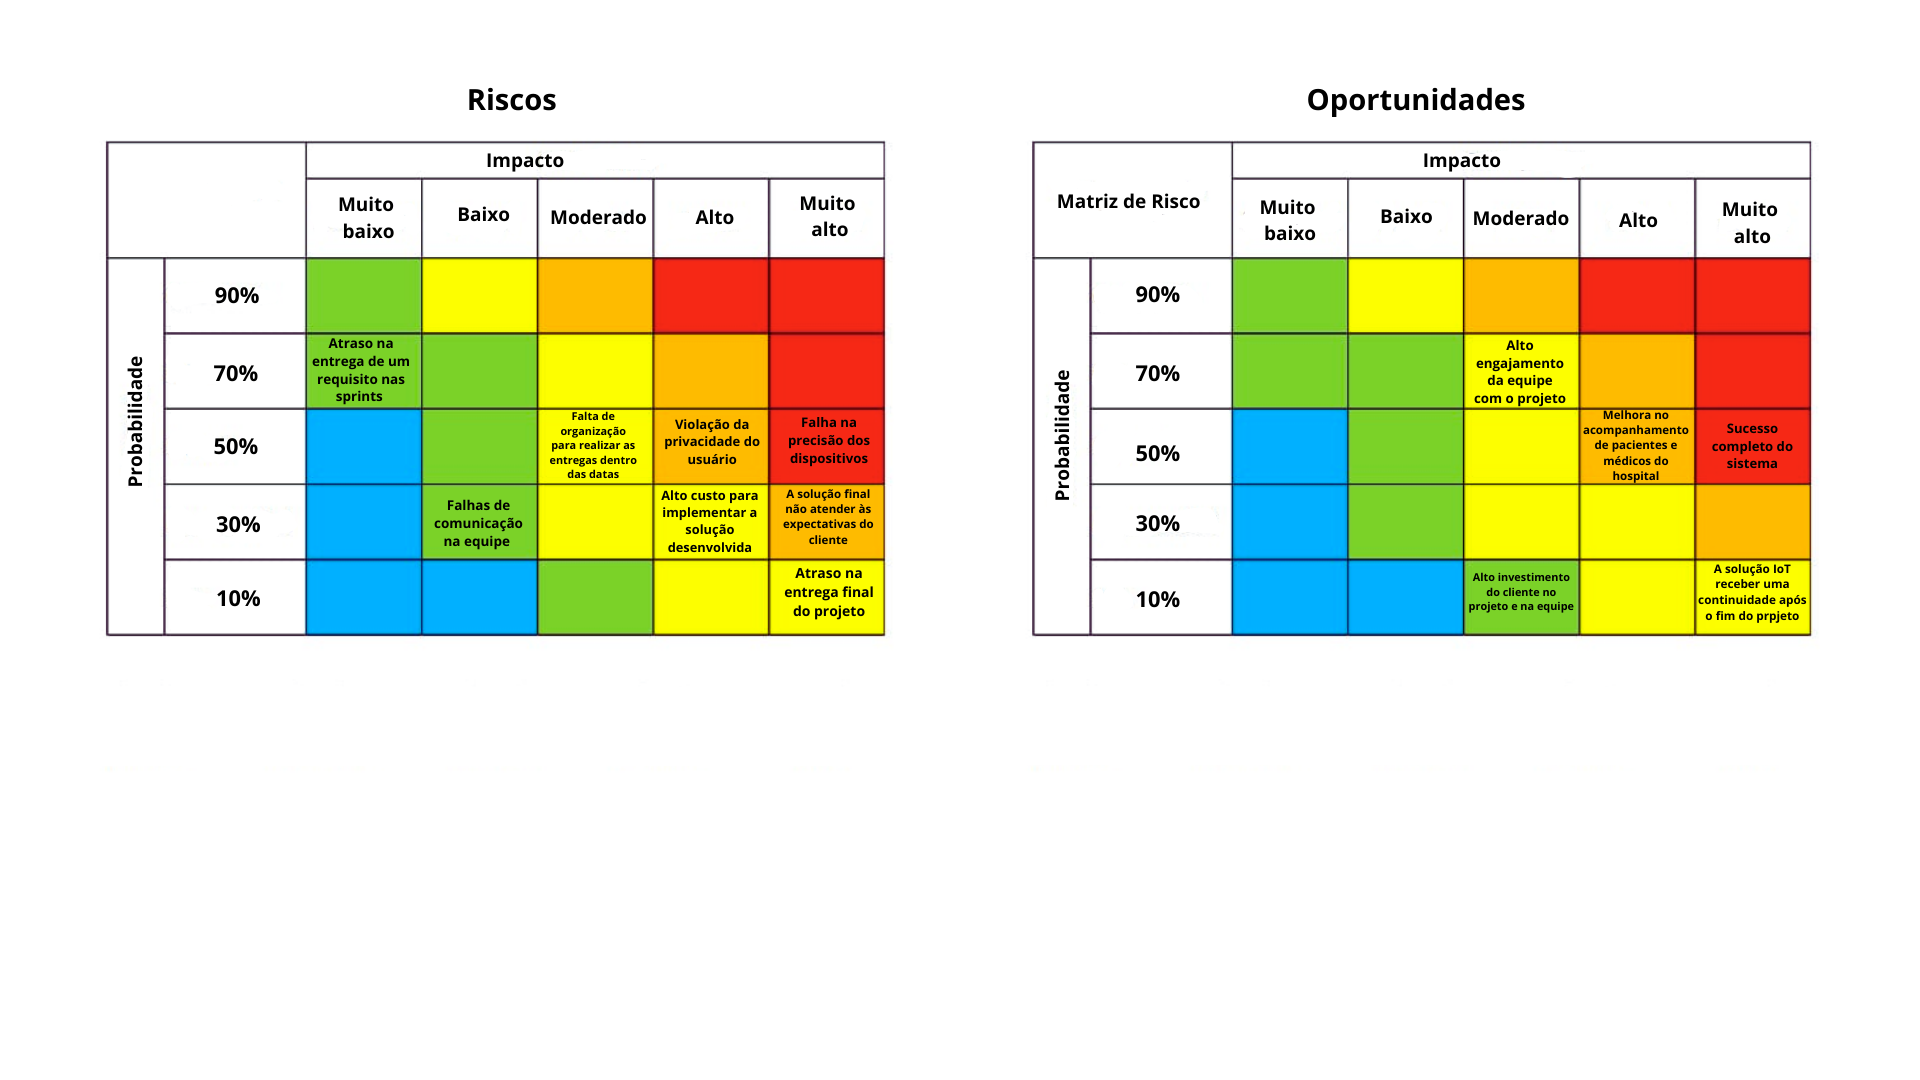 Riscos
Impacto
Muito
baixo
Baixo
Moderado
Alto
Muito
alto
Probabilidade
90%
70%
Atraso na
entrega de um
requisito nas
sprints
50%
Falta de
organização
para realizar as
entregas dentro
das datas
Violação da
privacidade do
usuário
Falha na
precisão dos
dispositivos
30%
Falhas de
comunicação
na equipe
Alto custo para
implementar a
solução
desenvolvida
A solução final
não atender às
expectativas do
cliente
10%
Atraso na
entrega final
do projeto
Oportunidades
Matriz de Risco
Impacto
Muito
baixo
Baixo
Moderado
Alto
Muito
alto
Probabilidade
90%
70%
Alto
engajamento
da equipe
com o projeto
50%
Melhora no
acompanhamento
de pacientes e
médicos do
hospital
Sucesso
completo do
sistema
30%
10%
Alto investimento
do cliente no
projeto e na equipe
A solução IoT
receber uma
continuidade após
o fim do prpjeto